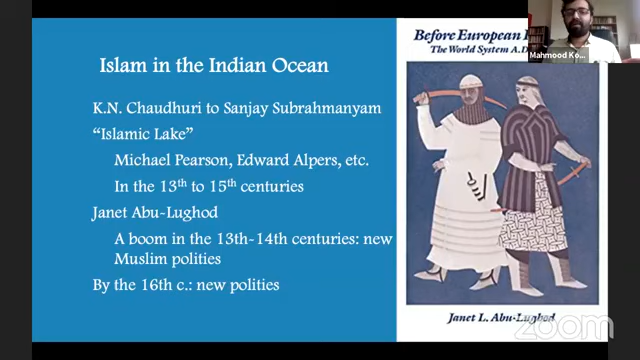 Islam in the Indian Ocean
K.N. Chaudhuri to Sanjay Subrahmanyam
“Islamic Lake”
Michael Pearson, Edward Alpers, etc.
In the 13th to 15th centuries
Janet Abu-Lughod
A boom in the 13th-14th centuries: new
Muslim polities
By the 16th c.: new polities
Before European
The World System A.D.
Janet L. Abu-Lughod
Mahmood Ko...
zoom